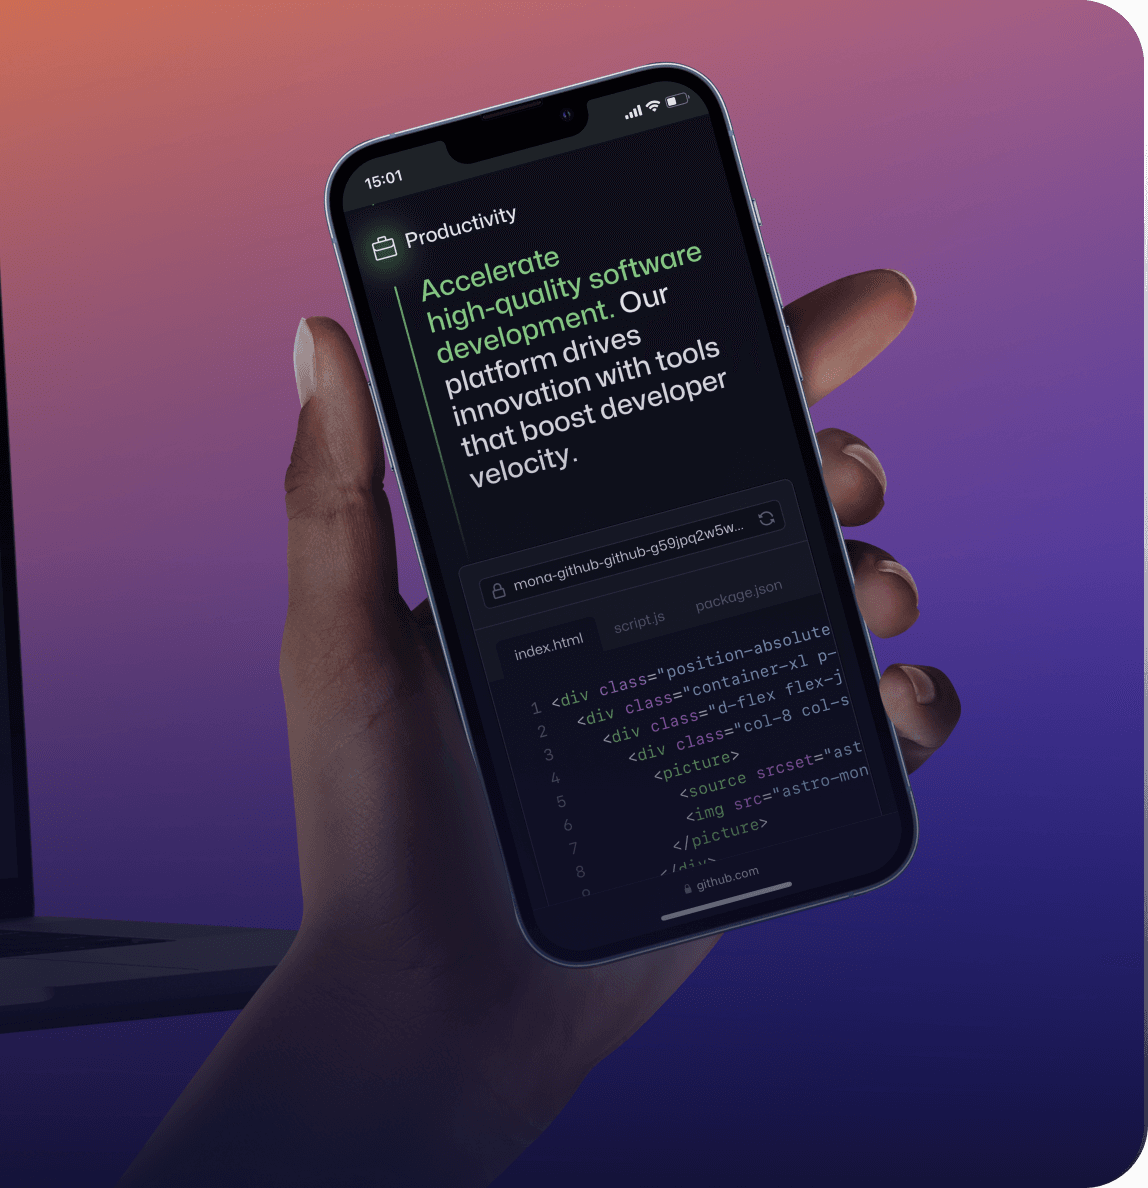 15:01
Productivity
Accelerate
high-quality software
development. Our
platform drives
innovation with tools
that boost developer
velocity.
mona-github-github-g59jpq2w5w...
index.html script.js package.json
1 <div class="position-absolute
2 <div class="container-xl p-
3 <div class="d-flex flex-j
4 <div class="col-8 col-s
5 <picture>
6 <source srcset="ast
7 <img src="astro-mon
8 </picture>
9 </div>
github.com